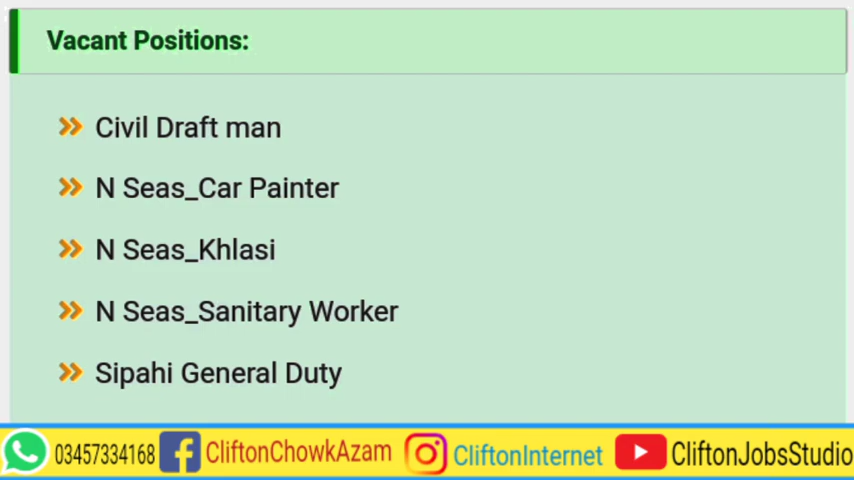 Vacant Positions:
Civil Draft man
N Seas_Car Painter
N Seas_Khlasi
N Seas_Sanitary Worker
Sipahi General Duty
03457334168 CliftonChowkAzam CliftonInternet CliftonJobsStudio